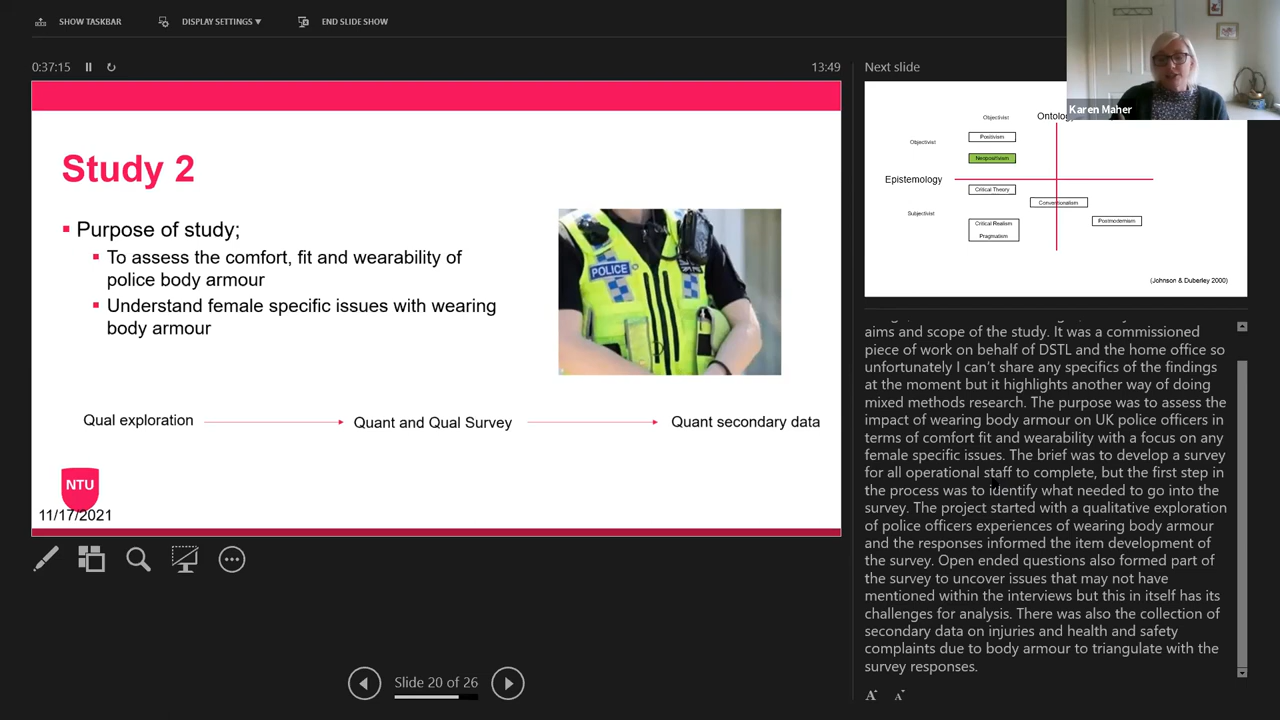 SHOW TASKBAR
DISPLAY SETTINGS ▼
END SLIDE SHOW
0:37:15
13:49
Study 2
Purpose of study;
To assess the comfort, fit and wearability of
police body armour
Understand female specific issues with wearing
body armour
POLICE
Qual exploration
Quant and Qual Survey
Quant secondary data
NTU
11/17/2021
Slide 20 of 26
Next slide
Karen Maher
Objectivist
Objectivist
Positivism
Neopositivism
Epistemology
Critical Theory
Conventionalism
Subjectivist
Critical Realism
Pragmatism
Postmodernism
(Johnson & Duberley 2000)
aims and scope of the study. It was a commissioned
piece of work on behalf of DSTL and the home office so
unfortunately I can't share any specifics of the findings
at the moment but it highlights another way of doing
mixed methods research. The purpose was to assess the
impact of wearing body armour on UK police officers in
terms of comfort fit and wearability with a focus on any
female specific issues. The brief was to develop a survey
for all operational staff to complete, but the first step in
the process was to identify what needed to go into the
survey. The project started with a qualitative exploration
of police officers experiences of wearing body armour
and the responses informed the item development of
the survey. Open ended questions also formed part of
the survey to uncover issues that may not have
mentioned within the interviews but this in itself has its
challenges for analysis. There was also the collection of
secondary data on injuries and health and safety
complaints due to body armour to triangulate with the
survey responses.